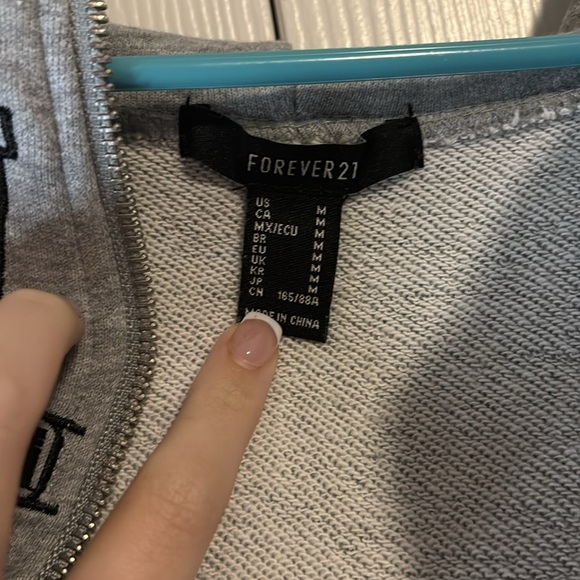 FOREVER 21
US M
CA M
MX/ECU M
BR M
EU M
UK M
KR M
JP M
CN 165/88A
MADE IN CHINA